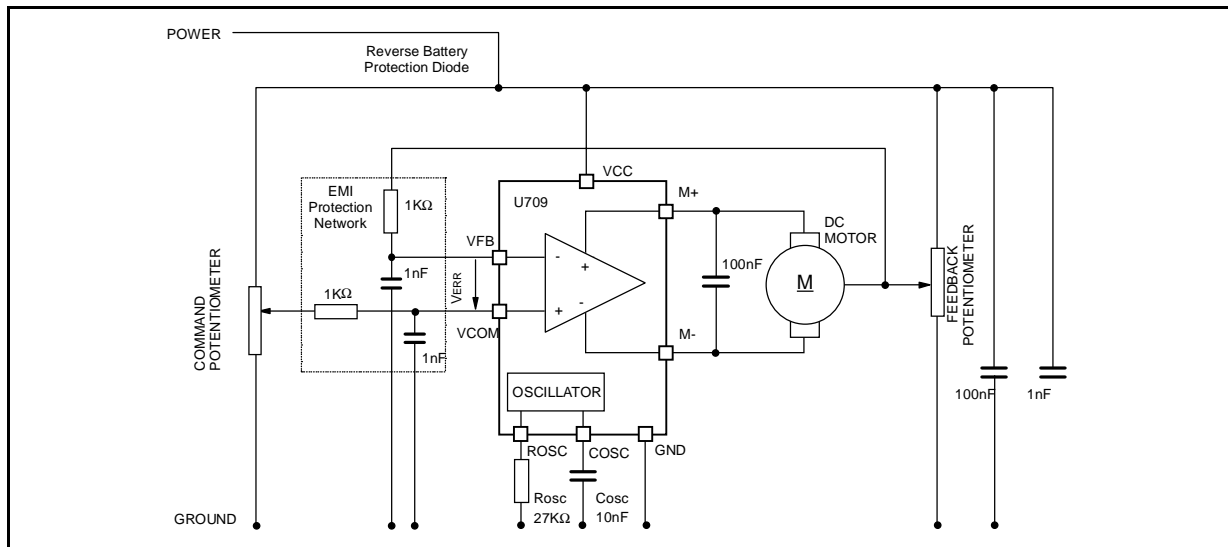 POWER
Reverse Battery
Protection Diode
VCC
M+
EMI
Protection
Network
1KΩ
U709
DC
MOTOR
VFB
-
+
1nF
VERR
100nF
M
FEEDBACK
POTENTIOMETER
COMMAND
POTENTIOMETER
1KΩ
+
-
VCOM
M-
1nF
100nF
1nF
OSCILLATOR
ROSC
COSC
GND
Rosc
27KΩ
Cosc
10nF
GROUND